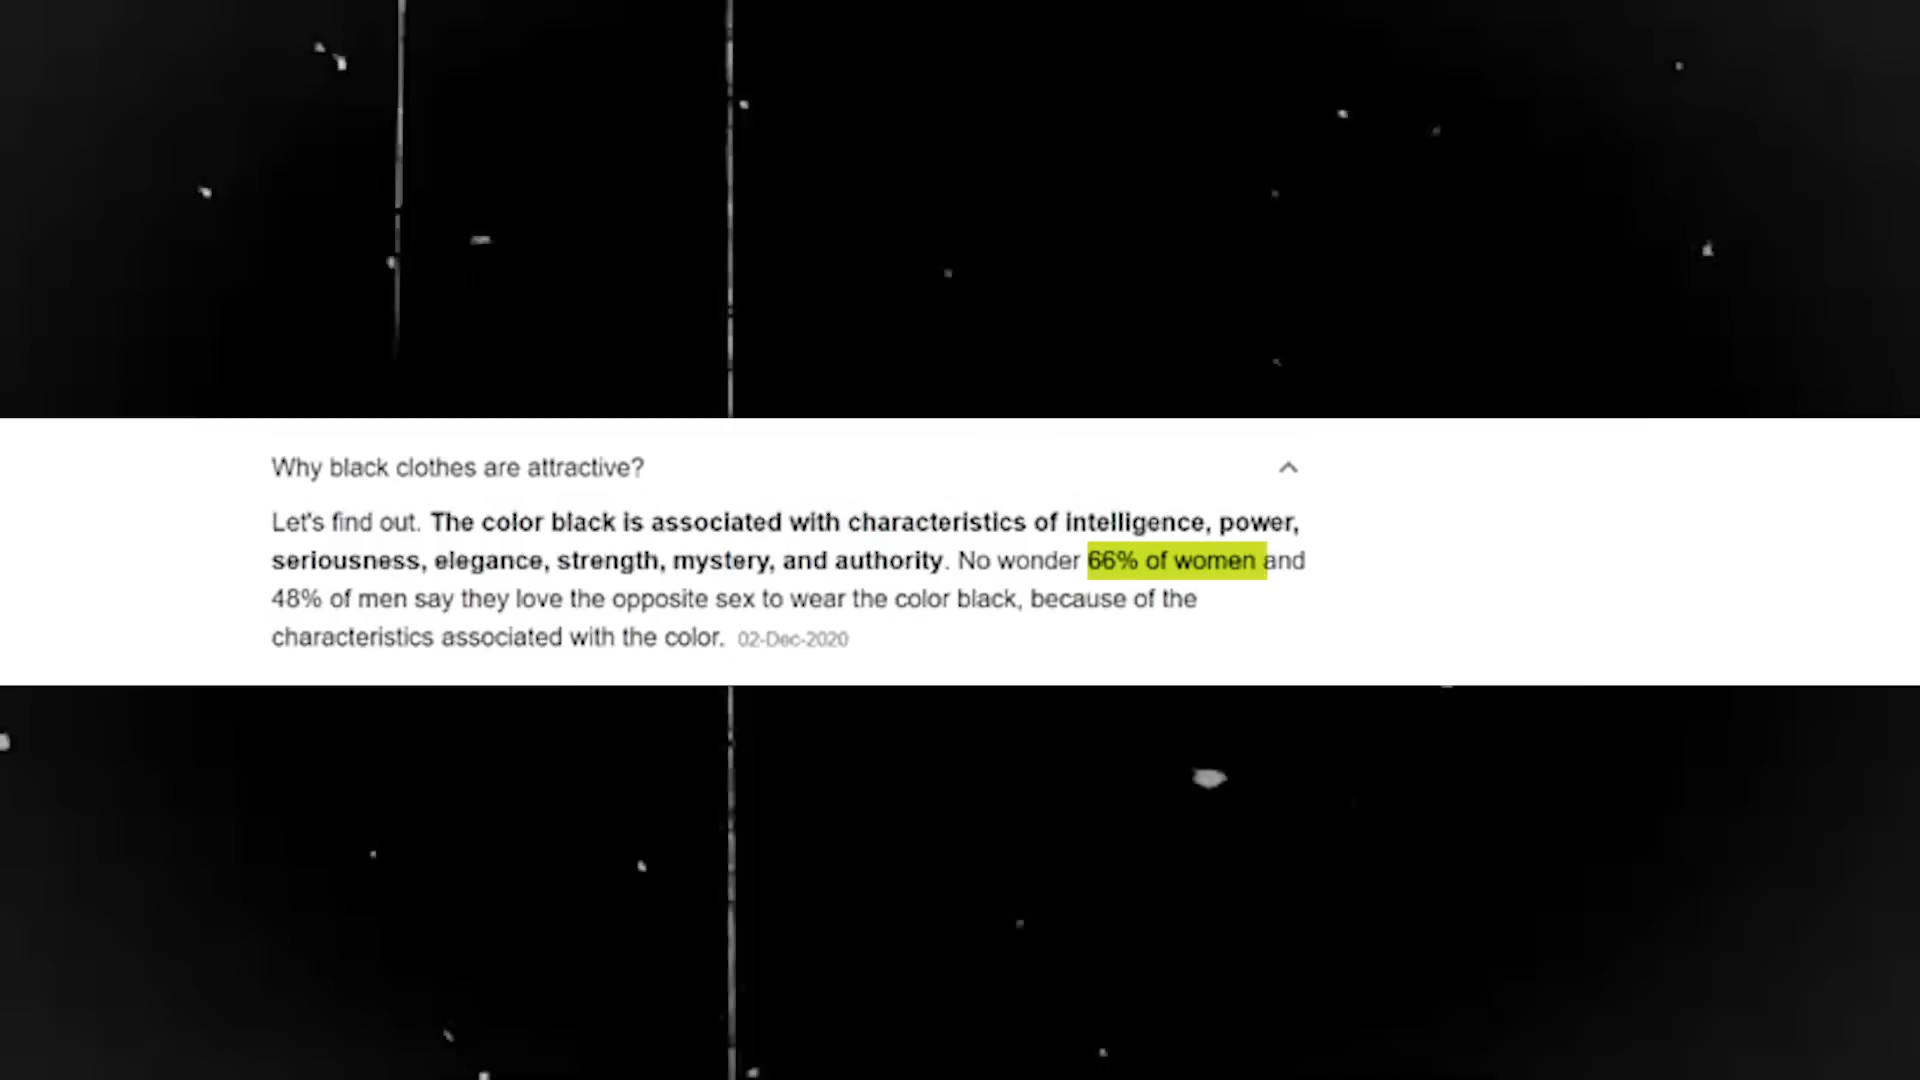 Why black clothes are attractive?
Let's find out. The color black is associated with characteristics of intelligence, power,
seriousness, elegance, strength, mystery, and authority. No wonder 66% of women and
48% of men say they love the opposite sex to wear the color black, because of the
characteristics associated with the color. 02-Dec-2020